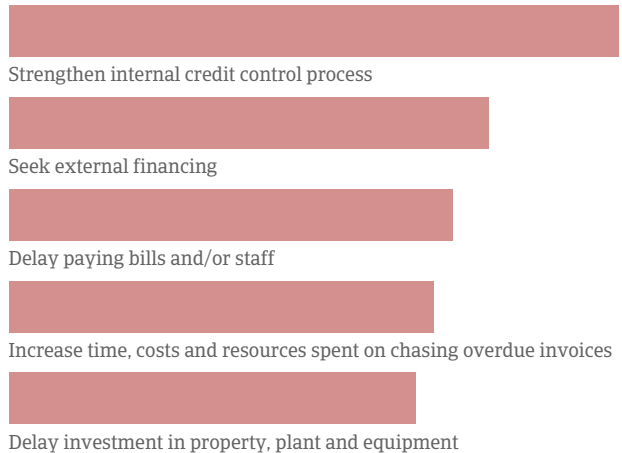 Strengthen internal credit control process
Seek external financing
Delay paying bills and/or staff
Increase time, costs and resources spent on chasing overdue invoices
Delay investment in property, plant and equipment